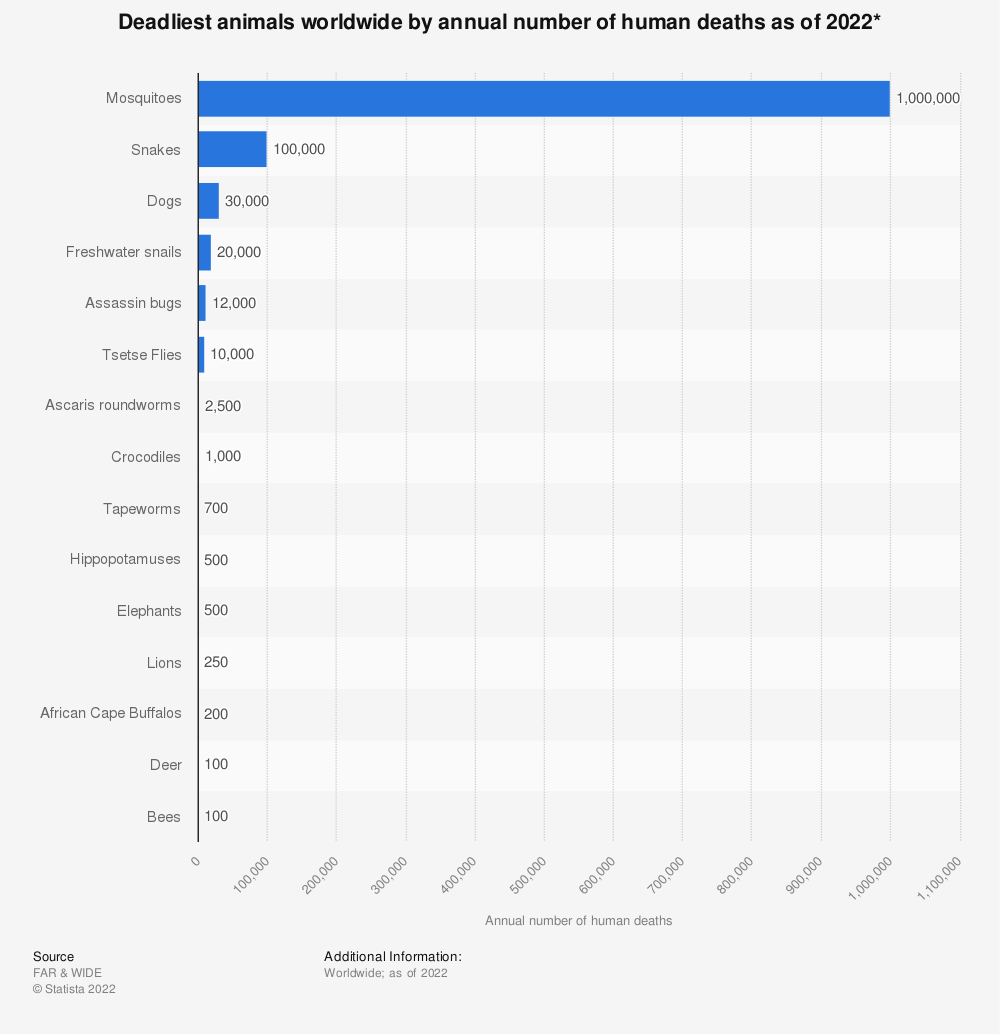 Deadliest animals worldwide by annual number of human deaths as of 2022*
Mosquitoes 1,000,000
Snakes 100,000
Dogs 30,000
Freshwater snails 20,000
Assassin bugs 12,000
Tsetse Flies 10,000
Ascaris roundworms 2,500
Crocodiles 1,000
Tapeworms 700
Hippopotamuses 500
Elephants 500
Lions 250
African Cape Buffalos 200
Deer 100
Bees 100
0 100,000 200,000 300,000 400,000 500,000 600,000 700,000 800,000 900,000 1,000,000 1,100,000
Annual number of human deaths
Source
FAR & WIDE
© Statista 2022
Additional Information:
Worldwide; as of 2022